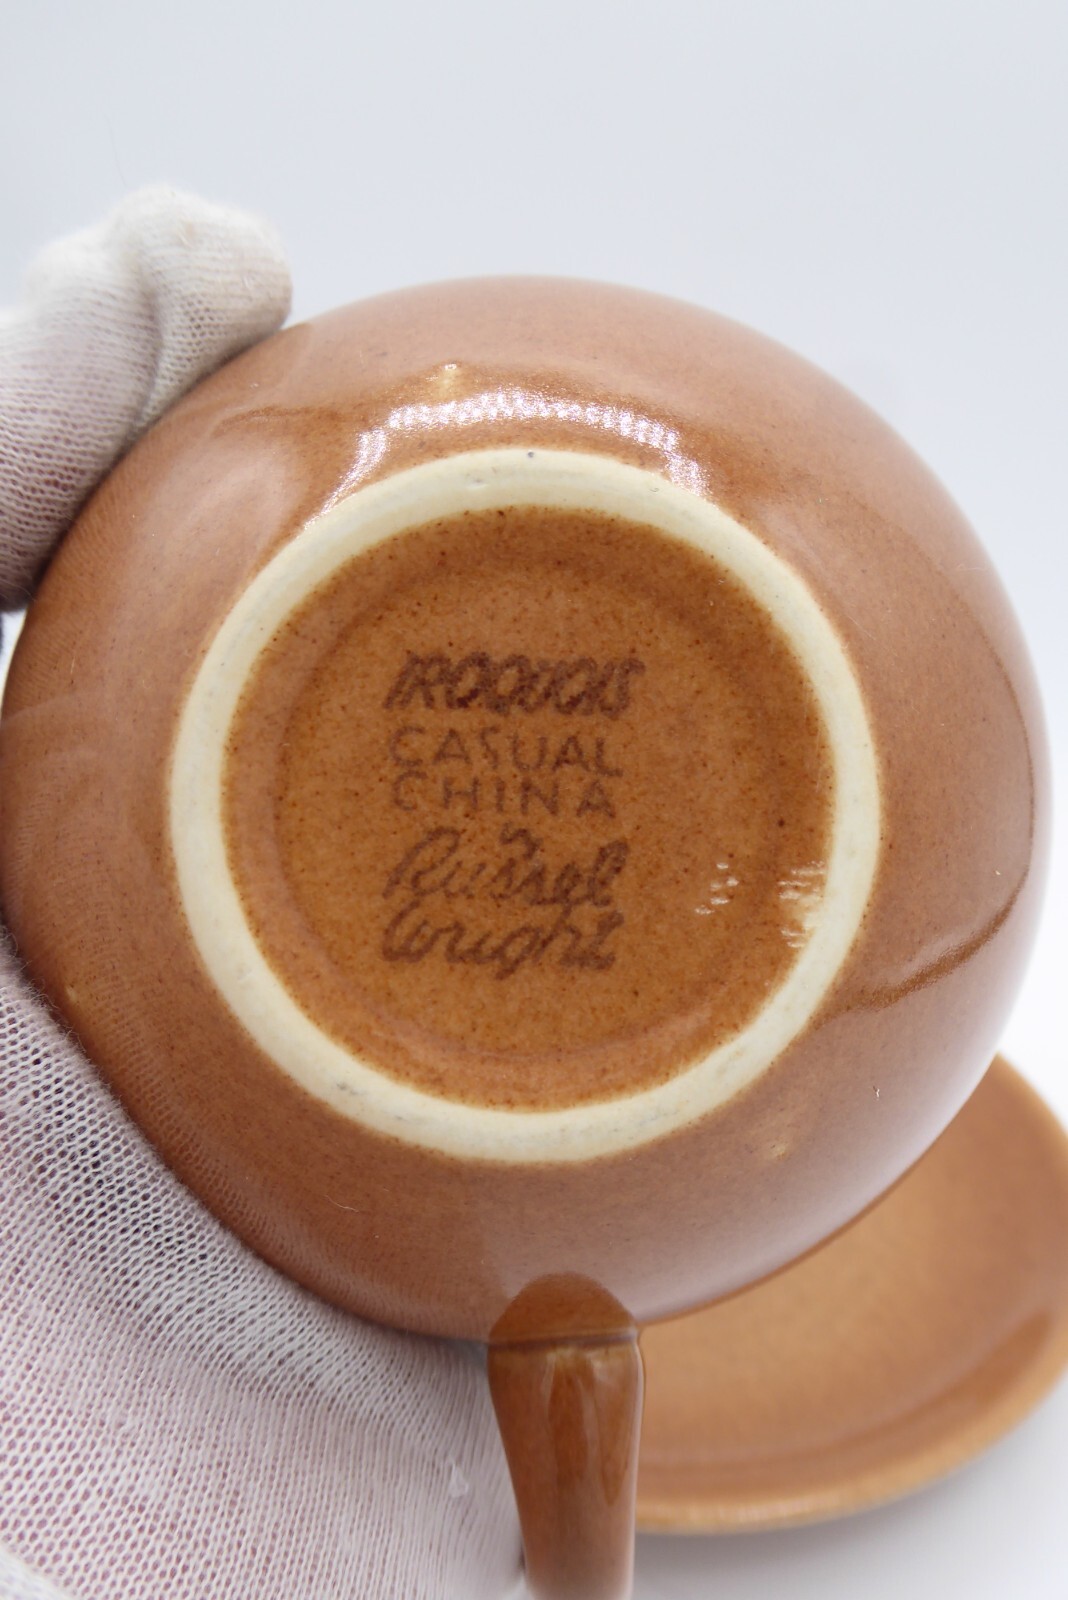 IROQUOIS
CASUAL
CHINA
by
Russel
Wright